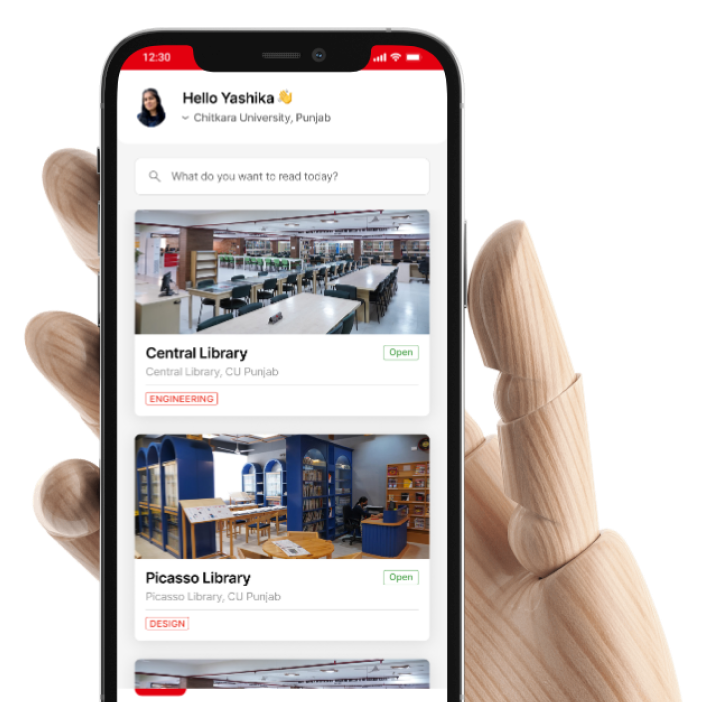 12:30
Hello Yashika 👋
Chitkara University, Punjab
What do you want to read today?
Central Library
Open
Central Library, CU Punjab
ENGINEERING
Picasso Library
Open
Picasso Library, CU Punjab
DESIGN